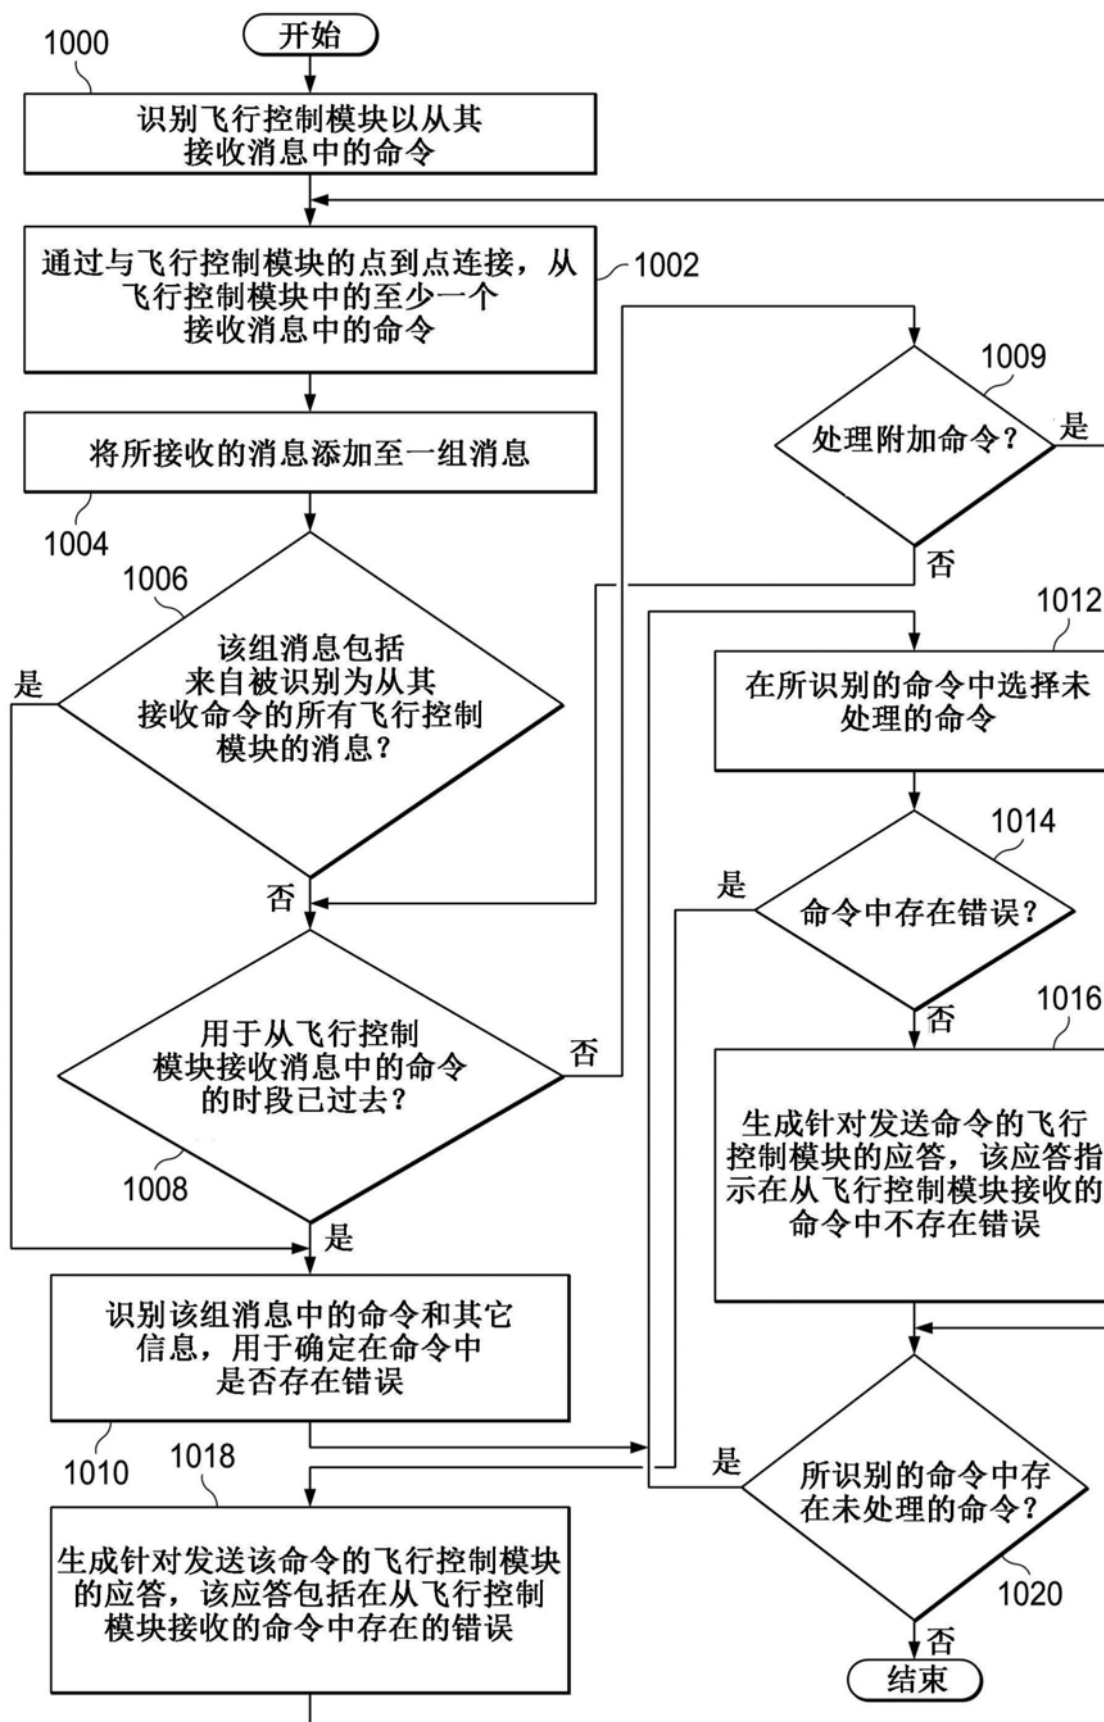 开始
1000
识别飞行控制模块以从其
接收消息中的命令
通过与飞行控制模块的点到点连接，从
飞行控制模块中的至少一个
接收消息中的命令
1002
将所接收的消息添加至一组消息
1004
1006
该组消息包括
来自被识别为从其
接收命令的所有飞行控制
模块的消息？
是
否
用于从飞行控制
模块接收消息中的命令
的时段已过去？
否
1008
是
识别该组消息中的命令和其它
信息，用于确定在命令中
是否存在错误
1010
1018
生成针对发送该命令的飞行控制模块
的应答，该应答包括在从飞行控制
模块接收的命令中存在的错误
1009
处理附加命令？
是
否
1012
在所识别的命令中选择未
处理的命令
1014
是
命令中存在错误？
否
1016
生成针对发送命令的飞行
控制模块的应答，该应答指
示在从飞行控制模块接收的
命令中不存在错误
是
所识别的命令中存
在未处理的命令？
1020
否
结束